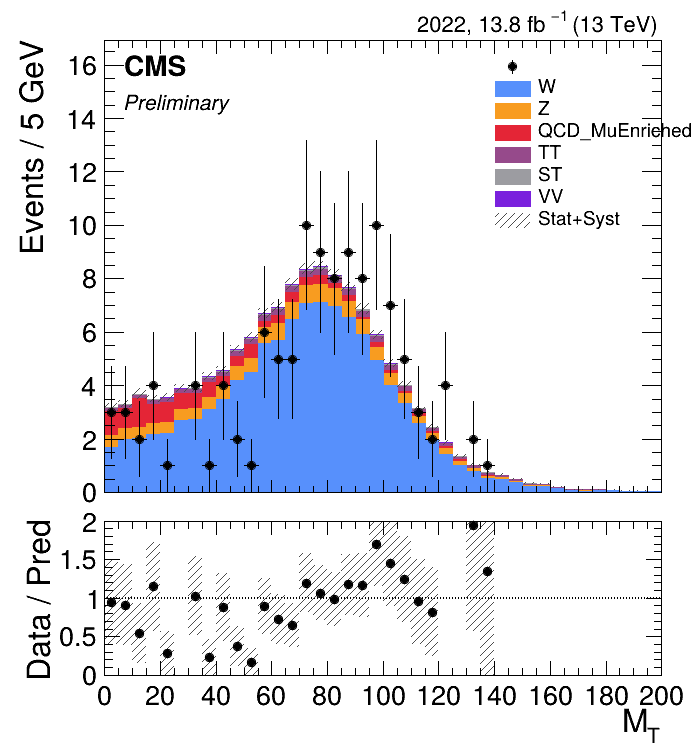 2022, 13.8 fb⁻¹ (13 TeV)
Events / 5 GeV
CMS
Preliminary
W
Z
QCD_MuEnriehed
TT
ST
VV
Stat+Syst
16
14
12
10
8
6
4
2
0
Data / Pred
2
1.5
1
0.5
0
0 20 40 60 80 100 120 140 160 180 200
M_T